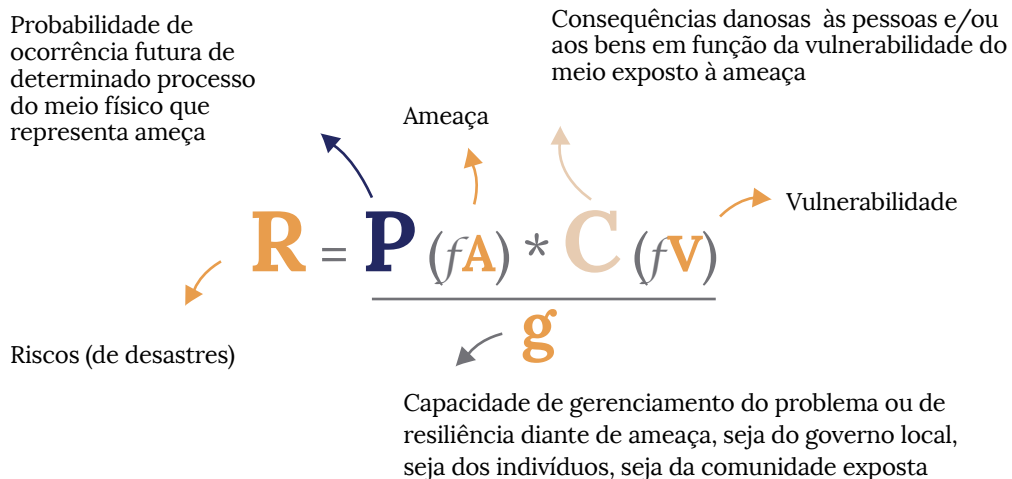 Probabilidade de
ocorrência futura de
determinado processo
do meio físico que
representa ameça
Consequências danosas às pessoas e/ou
aos bens em função da vulnerabilidade do
meio exposto à ameaça
Ameaça
Vulnerabilidade
R = P (fA) * C (fV)
g
Riscos (de desastres)
Capacidade de gerenciamento do problema ou de
resiliência diante de ameaça, seja do governo local,
seja dos indivíduos, seja da comunidade exposta